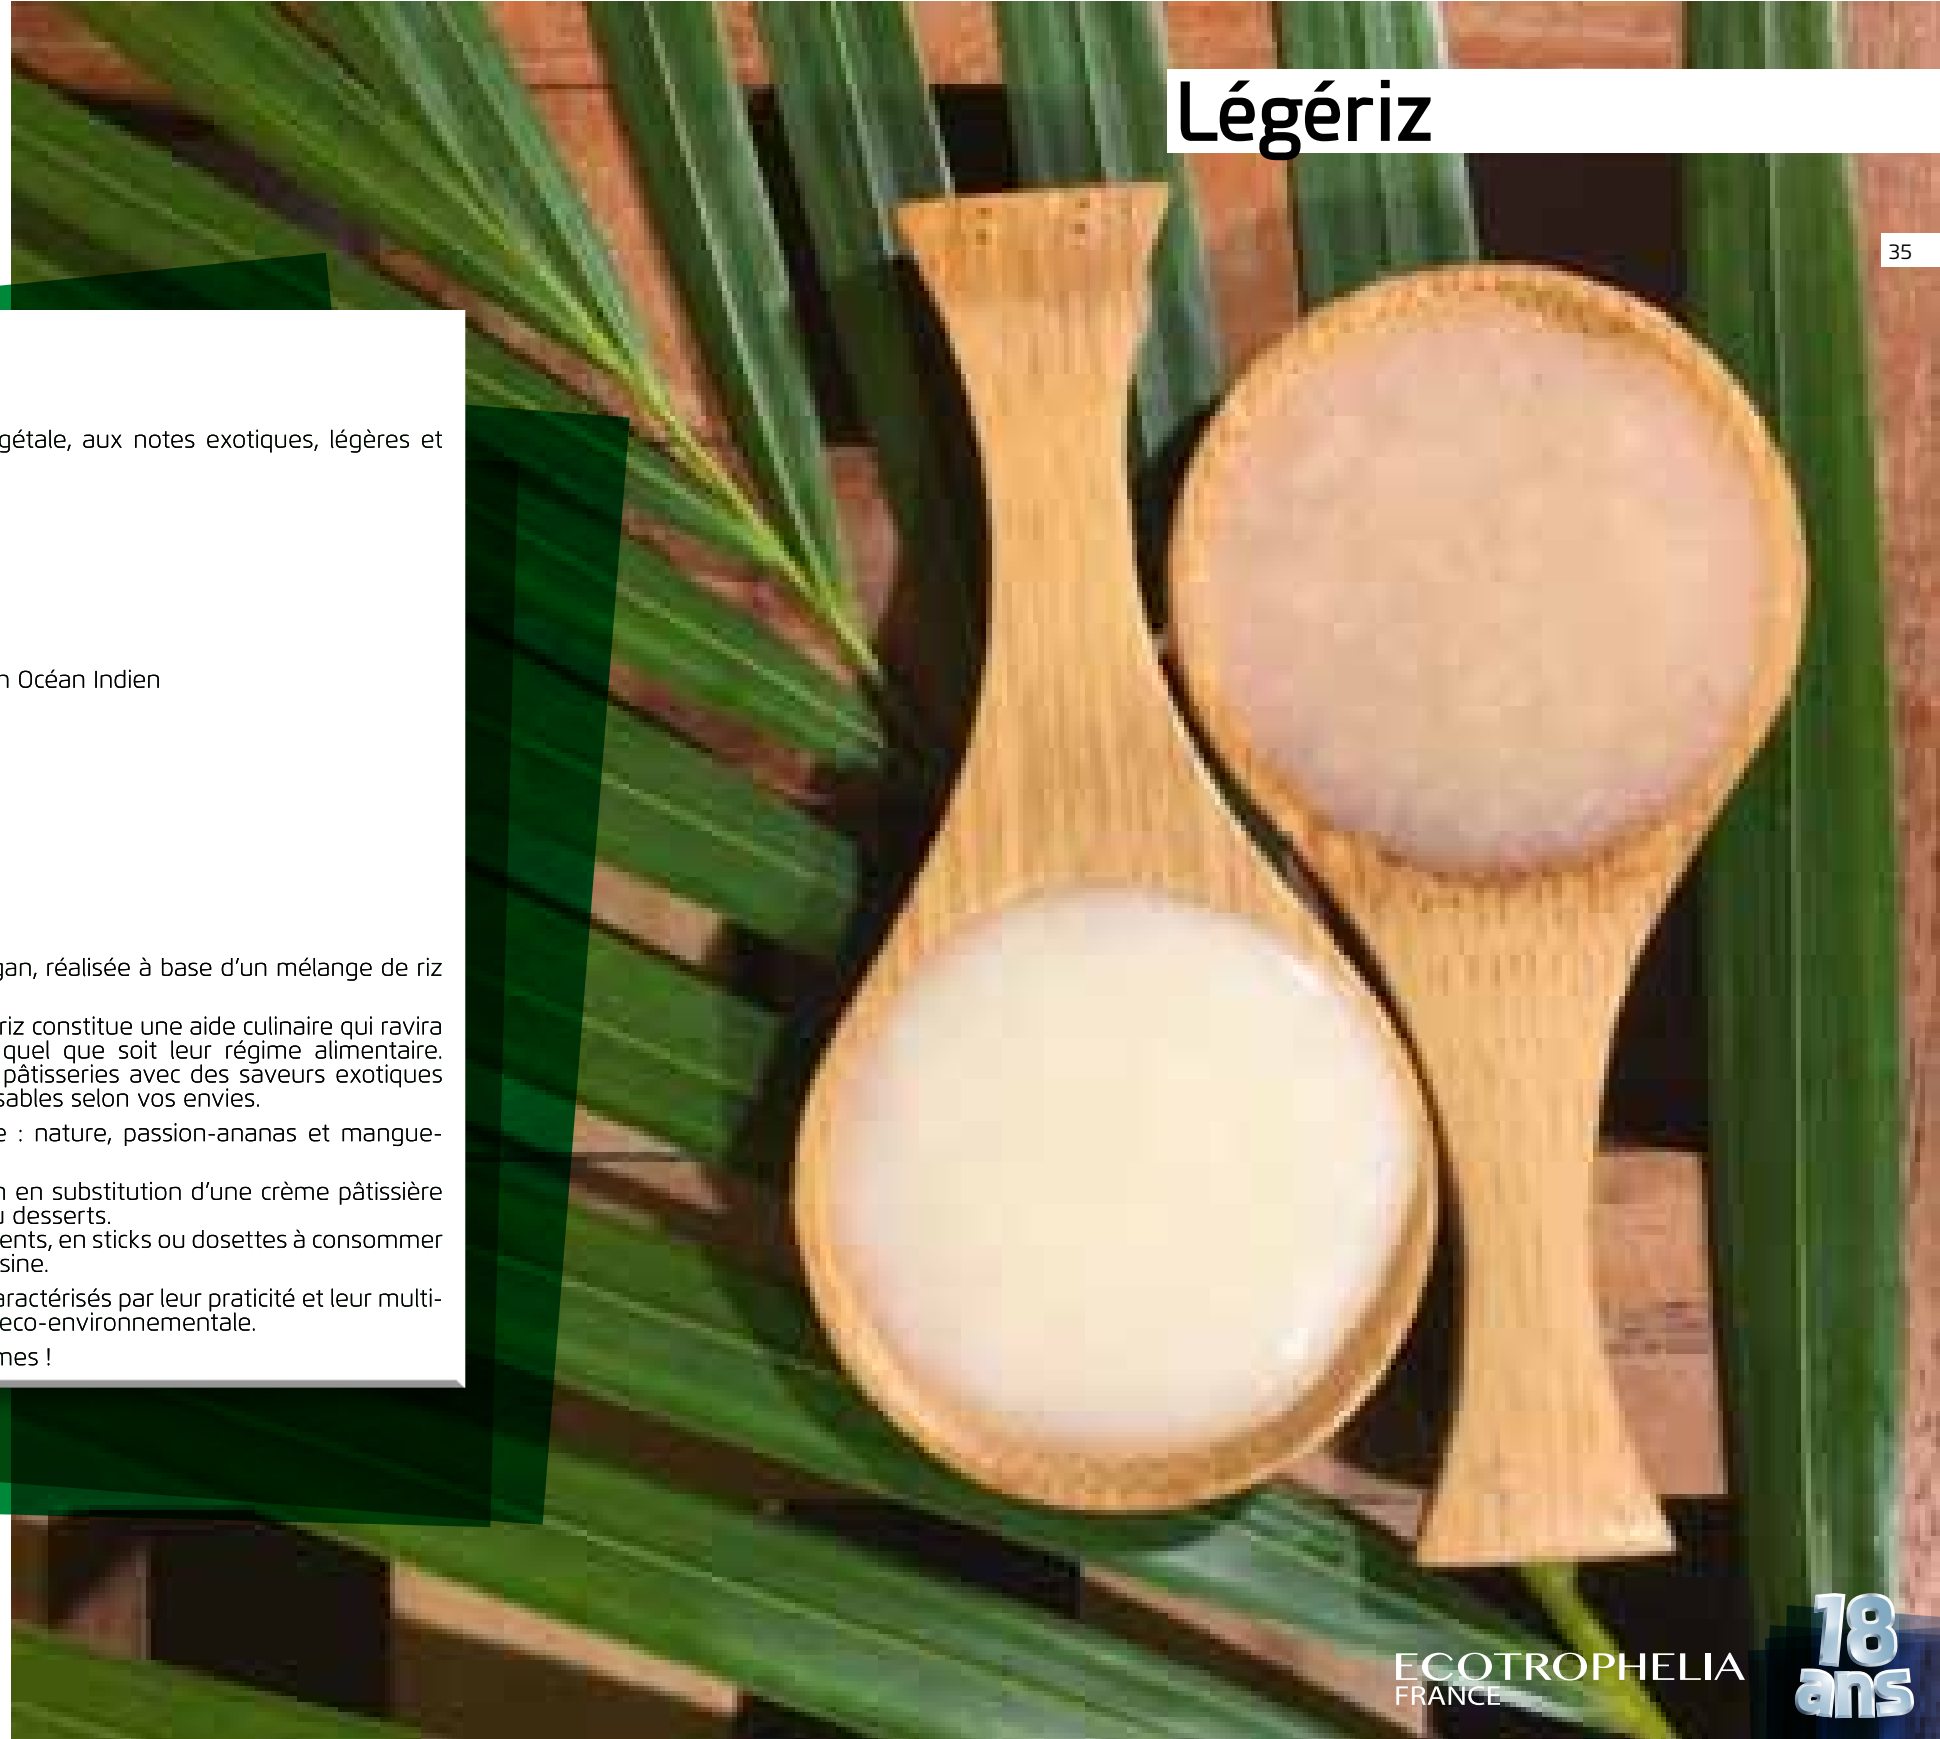 Légériz
35
gétale, aux notes exotiques, légères et
n Océan Indien
gan, réalisée à base d’un mélange de riz
riz constitue une aide culinaire qui ravira
quel que soit leur régime alimentaire.
pâtisseries avec des saveurs exotiques
sables selon vos envies.
e : nature, passion-ananas et mangue-
n en substitution d’une crème pâtissière
u desserts.
ents, en sticks ou dosettes à consommer
sine.
aractérisés par leur praticité et leur multi-
eco-environnementale.
mes !
ECOTROPHELIA
FRANCE
18
ans